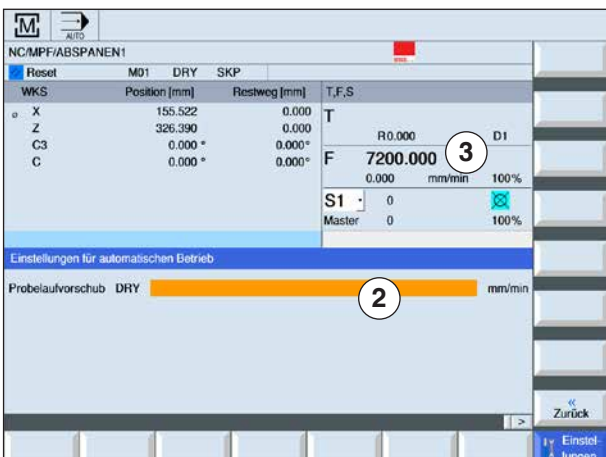 M
AUTO
NC/MPF/ABSPANEN1
Reset M01 DRY SKP
WKS Position [mm] Restweg [mm] T,F,S
X 155.522 0.000 T
Z 326.390 0.000 R0.000 D1
C3 0.000 ° 0.000°
C 0.000 ° 0.000° F 7200.000 3
0.000 mm/min 100%
S1 0
Master 0 100%
Einstellungen für automatischen Betrieb
Probelaufvorschub DRY 2 mm/min
«
Zurück
>
Einstel-
lungen